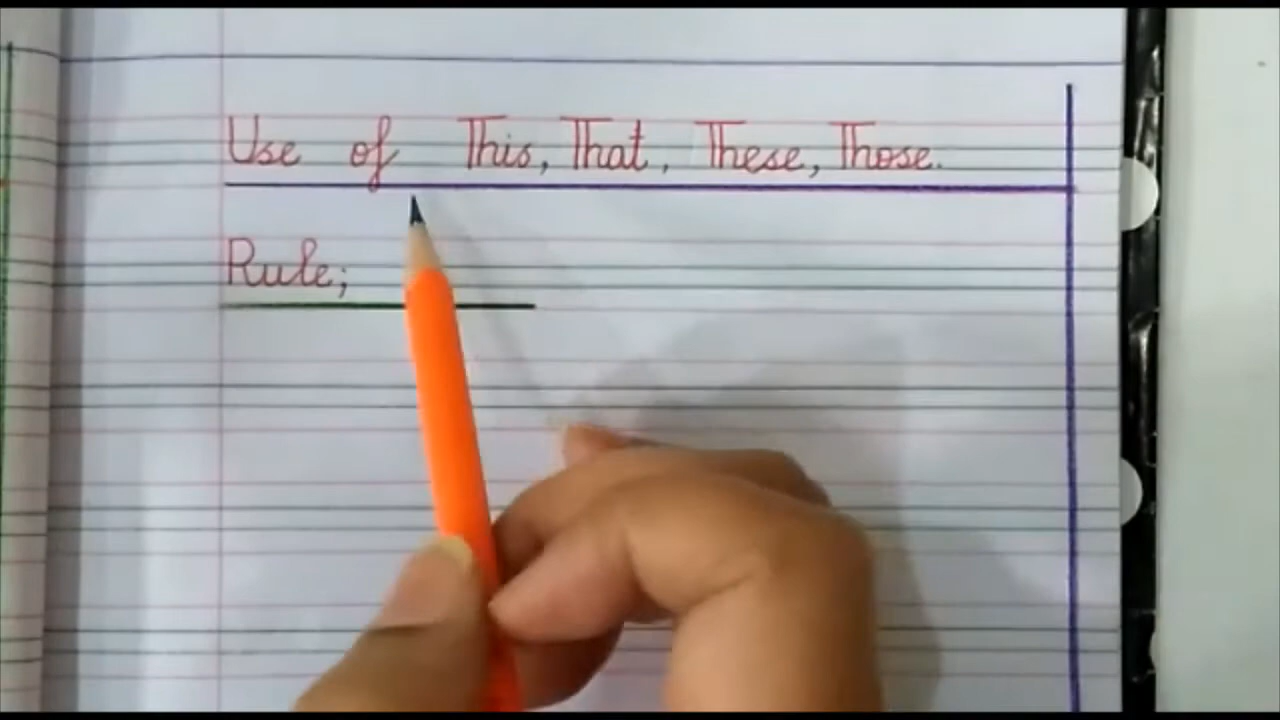 Use of This, That, These, Those.
Rule;